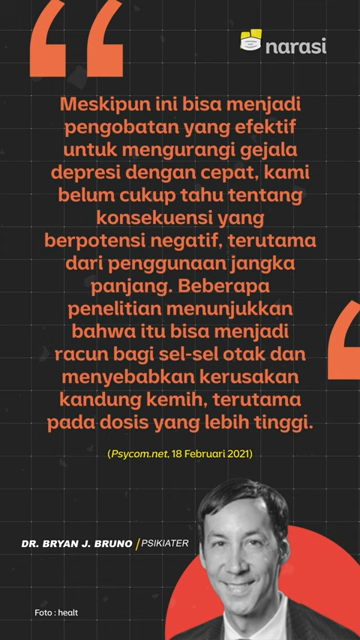 narasi
Meskipun ini bisa menjadi
pengobatan yang efektif
untuk mengurangi gejala
depresi dengan cepat, kami
belum cukup tahu tentang
konsekuensi yang
berpotensi negatif, terutama
dari penggunaan jangka
panjang. Beberapa
penelitian menunjukkan
bahwa itu bisa menjadi
racun bagi sel-sel otak dan
menyebabkan kerusakan
kandung kemih, terutama
pada dosis yang lebih tinggi.
(Psycom.net, 18 Februari 2021)
DR. BRYAN J. BRUNO / PSIKIATER
Foto : healt